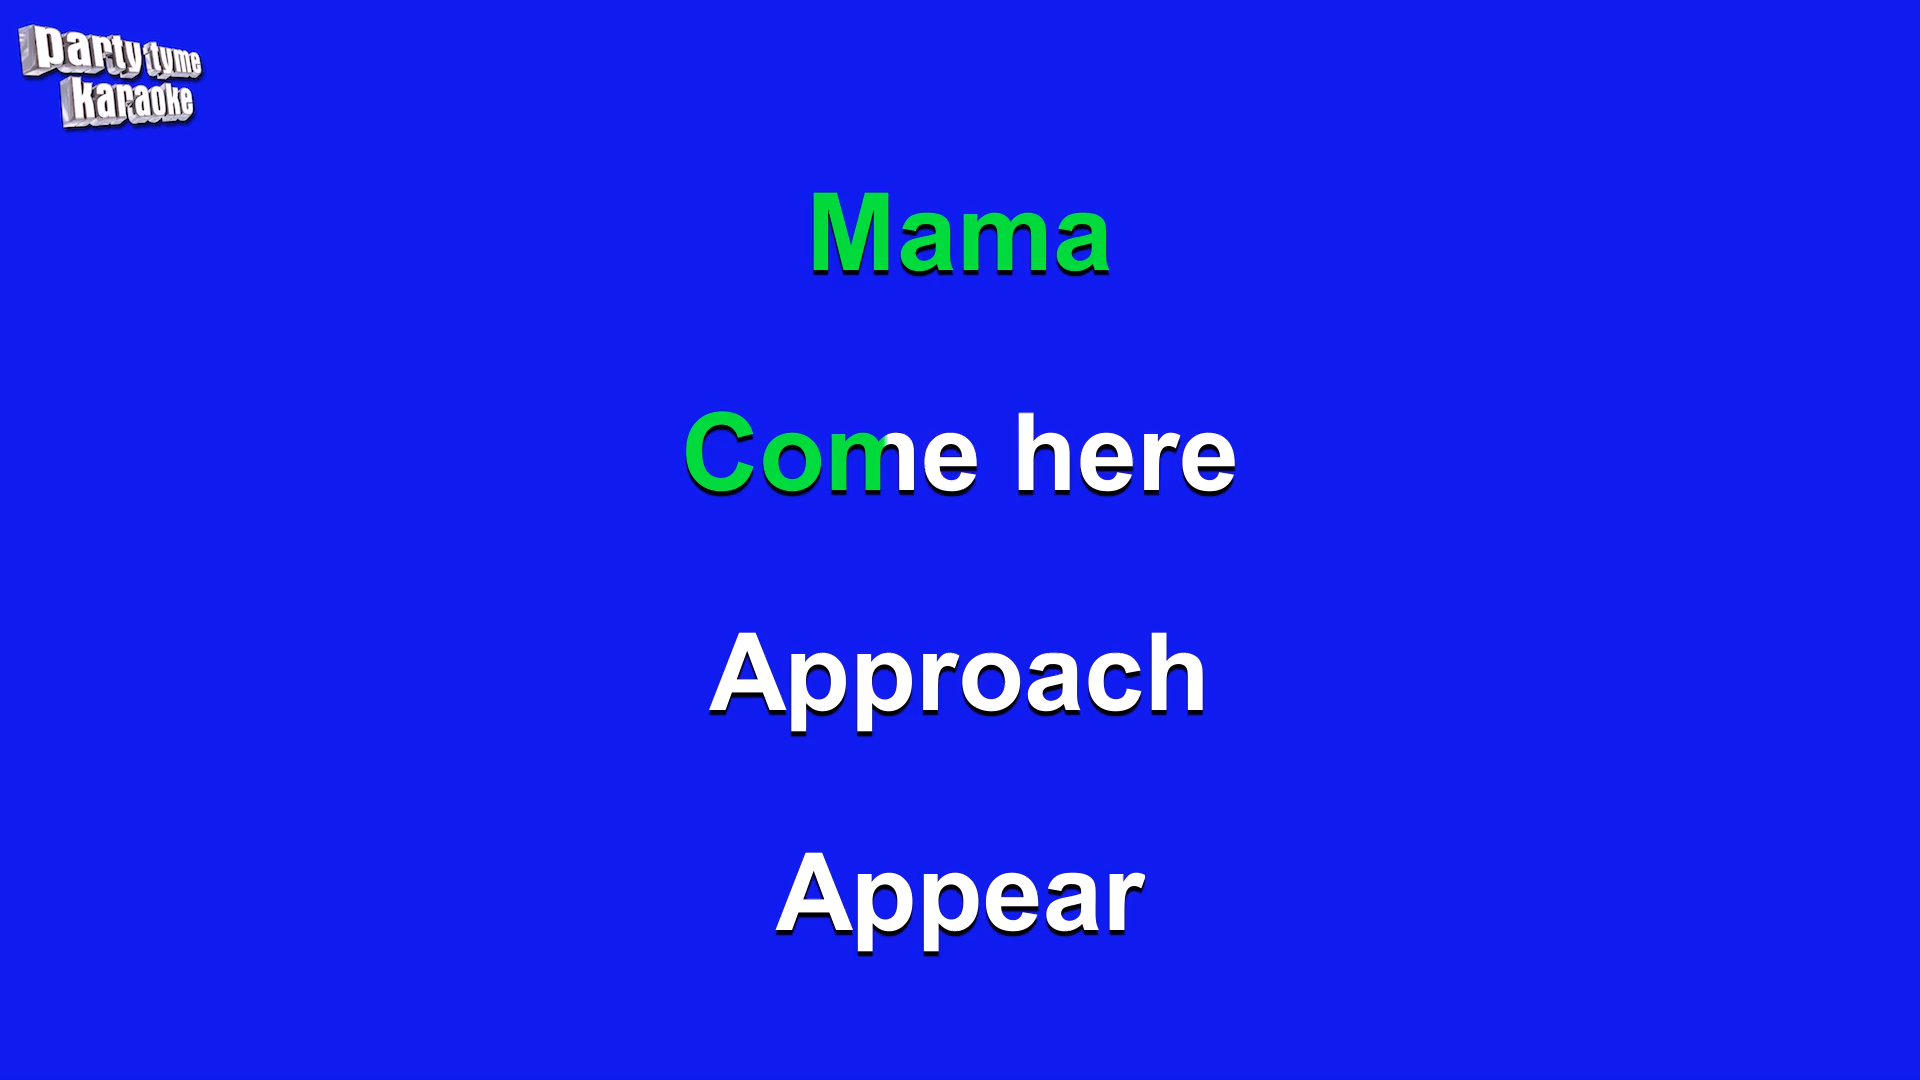 party tyme
karaoke
Mama
Come here
Approach
Appear